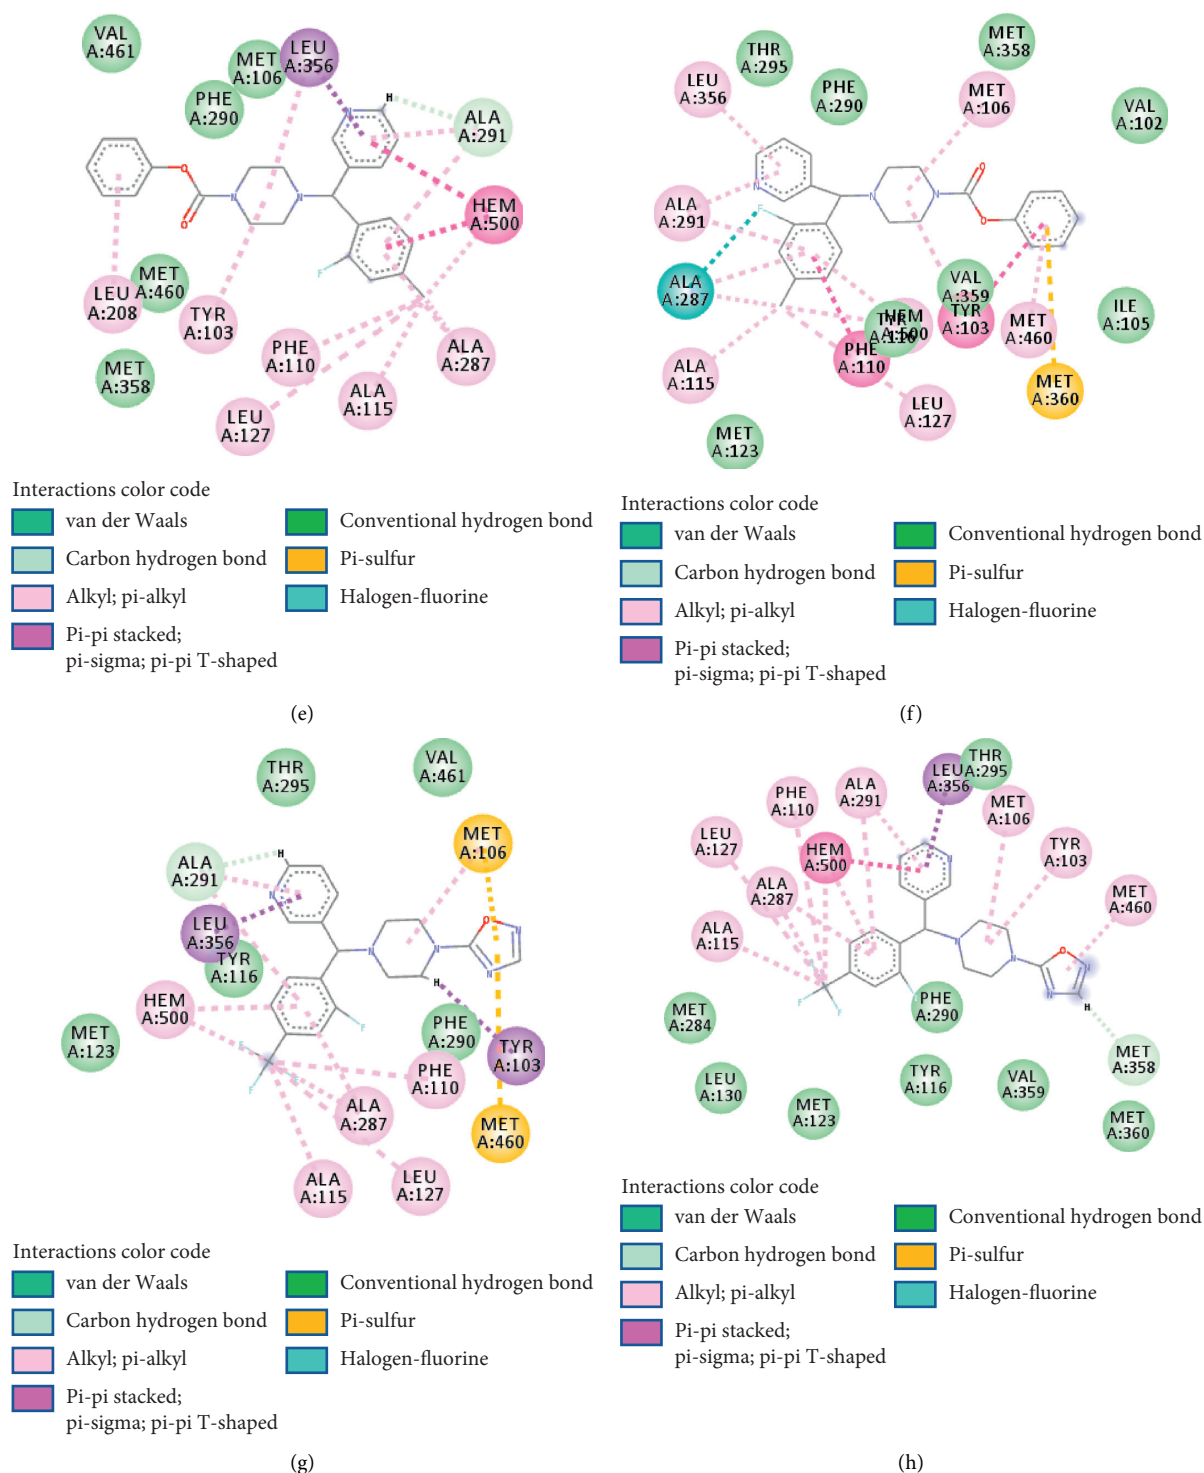 VAL
A:461
MET
A:106
LEU
A:356
PHE
A:290
H
N
ALA
A:291
O
N
N
O
HEM
A:500
F
MET
A:460
LEU
A:208
TYR
A:103
PHE
A:110
ALA
A:287
MET
A:358
ALA
A:115
LEU
A:127
Interactions color code
van der Waals
Conventional hydrogen bond
Carbon hydrogen bond
Pi-sulfur
Alkyl; pi-alkyl
Halogen-fluorine
Pi-pi stacked;
pi-sigma; pi-pi T-shaped
(e)
THR
A:295
MET
A:358
LEU
A:356
PHE
A:290
MET
A:106
VAL
A:102
N
N
N
O
O
F
ALA
A:291
ALA
A:287
VAL
A:359
TYR
A:116
HEM
A:500
TYR
A:103
MET
A:460
ILE
A:105
PHE
A:110
ALA
A:115
MET
A:360
LEU
A:127
MET
A:123
Interactions color code
van der Waals
Conventional hydrogen bond
Carbon hydrogen bond
Pi-sulfur
Alkyl; pi-alkyl
Halogen-fluorine
Pi-pi stacked;
pi-sigma; pi-pi T-shaped
(f)
THR
A:295
VAL
A:461
MET
A:106
H
ALA
A:291
N
LEU
A:356
O
N
N
N
N
TYR
A:116
H
HEM
A:500
F
PHE
A:290
MET
A:123
TYR
A:103
F
F
F
PHE
A:110
ALA
A:287
MET
A:460
ALA
A:115
LEU
A:127
Interactions color code
van der Waals
Conventional hydrogen bond
Carbon hydrogen bond
Pi-sulfur
Alkyl; pi-alkyl
Halogen-fluorine
Pi-pi stacked;
pi-sigma; pi-pi T-shaped
(g)
LEU
A:356
THR
A:295
PHE
A:110
ALA
A:291
MET
A:106
LEU
A:127
HEM
A:500
TYR
A:103
N
ALA
A:287
MET
A:460
ALA
A:115
N
N
O
N
N
F
F
F
F
H
MET
A:284
PHE
A:290
MET
A:358
LEU
A:130
TYR
A:116
VAL
A:359
MET
A:123
MET
A:360
Interactions color code
van der Waals
Conventional hydrogen bond
Carbon hydrogen bond
Pi-sulfur
Alkyl; pi-alkyl
Halogen-fluorine
Pi-pi stacked;
pi-sigma; pi-pi T-shaped
(h)